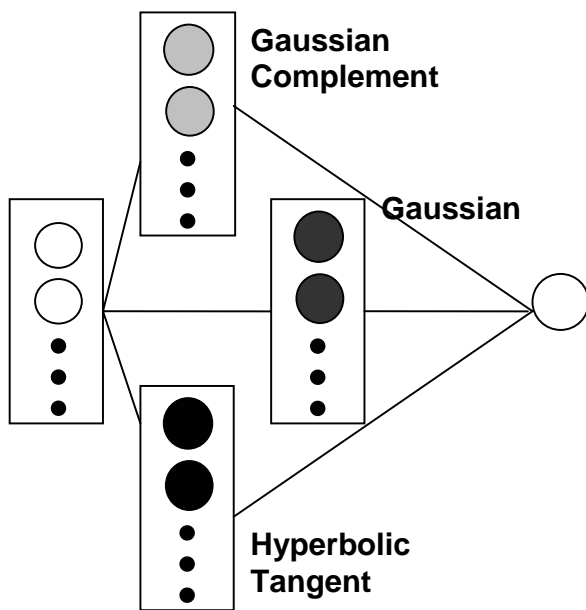 Gaussian
Complement
Gaussian
Hyperbolic
Tangent